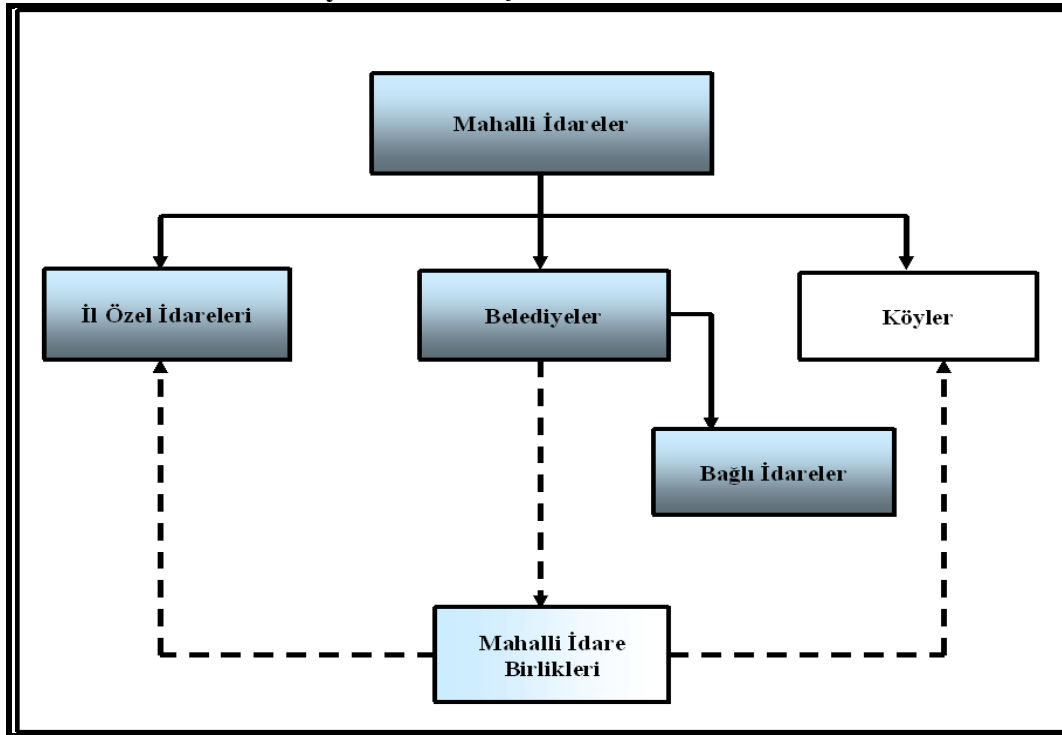 Mahalli İdareler
İl Özel İdareleri
Belediyeler
Köyler
Bağlı İdareler
Mahalli İdare
Birlikleri